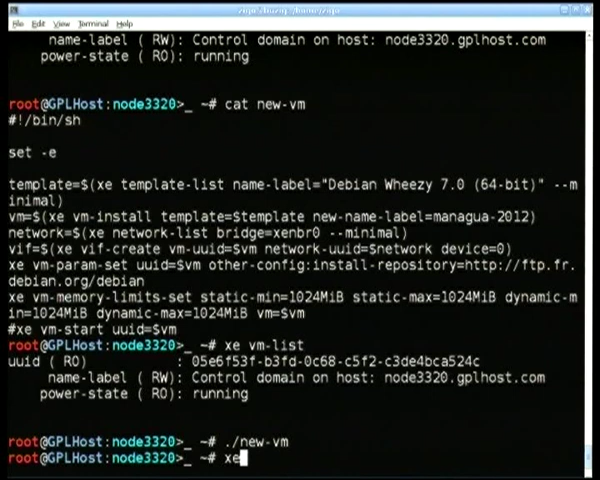 File Edit View Terminal Help
name-label ( RW): Control domain on host: node3320.gplhost.com
power-state ( RO): running
root@GPLHost:node3320>_ ~# cat new-vm
#!/bin/sh
set -e
template=$(xe template-list name-label="Debian Wheezy 7.0 (64-bit)" --m
inimal)
vm=$(xe vm-install template=$template new-name-label=managua-2012)
network=$(xe network-list bridge=xenbr0 --minimal)
vif=$(xe vif-create vm-uuid=$vm network-uuid=$network device=0)
xe vm-param-set uuid=$vm other-config:install-repository=http://ftp.fr.
debian.org/debian
xe vm-memory-limits-set static-min=1024MiB static-max=1024MiB dynamic-m
in=1024MiB dynamic-max=1024MiB vm=$vm
#xe vm-start uuid=$vm
root@GPLHost:node3320>_ ~# xe vm-list
uuid ( RO) : 05e6f53f-b3fd-0c68-c5f2-c3de4bca524c
name-label ( RW): Control domain on host: node3320.gplhost.com
power-state ( RO): running
root@GPLHost:node3320>_ ~# ./new-vm
root@GPLHost:node3320>_ ~# xe